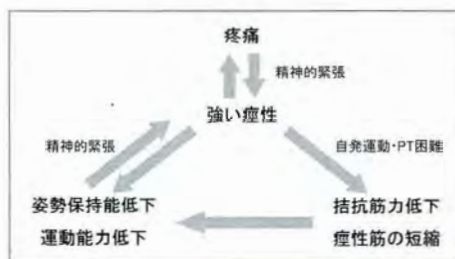 疼痛
精神的緊張
強い痙性
精神的緊張
自発運動・PT困難
姿勢保持能低下
運動能力低下
拮抗筋力低下
痙性筋の短縮